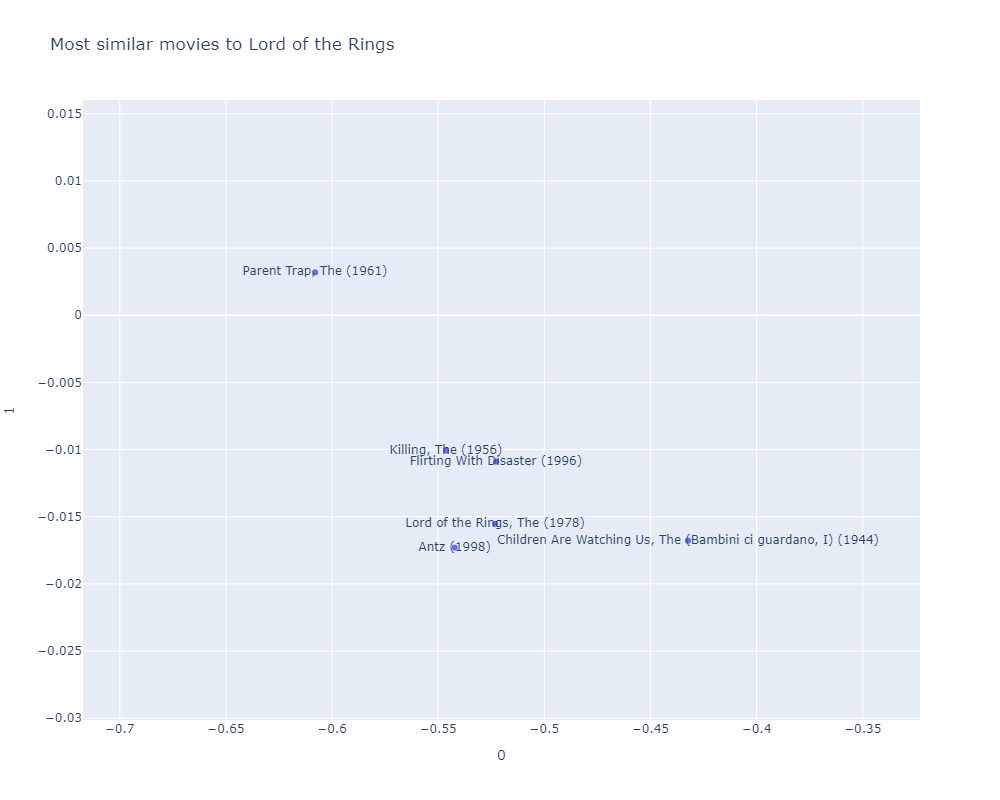 Most similar movies to Lord of the Rings
0.015
0.01
0.005
Parent Trap, The (1961)
0
−0.005
1
−0.01
Killing, The (1956)
Flirting With Disaster (1996)
−0.015
Lord of the Rings, The (1978)
Children Are Watching Us, The (Bambini ci guardano, I) (1944)
Antz (1998)
−0.02
−0.025
−0.03
−0.7 −0.65 −0.6 −0.55 −0.5 −0.45 −0.4 −0.35
0